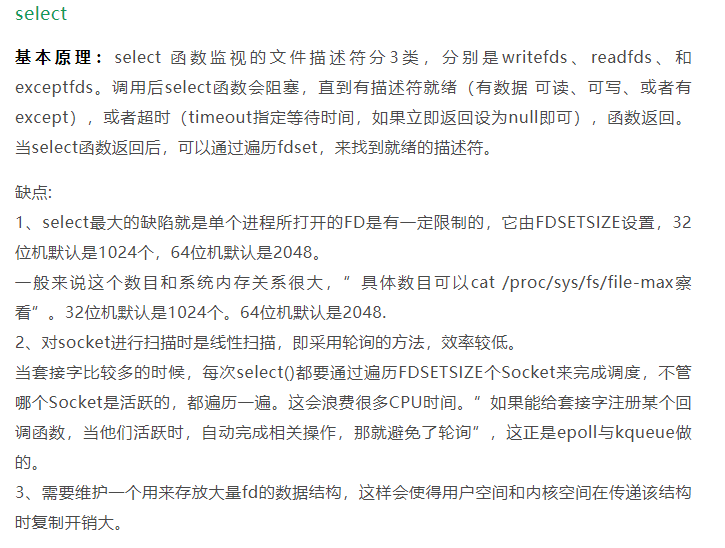 select
基本原理：select 函数监视的文件描述符分3类，分别是writefds、readfds、和
exceptfds。调用后select函数会阻塞，直到有描述符就绪（有数据 可读、可写、或者有
except），或者超时（timeout指定等待时间，如果立即返回设为null即可），函数返回。
当select函数返回后，可以通过遍历fdset，来找到就绪的描述符。
缺点:
1、select最大的缺陷就是单个进程所打开的FD是有一定限制的，它由FDSETSIZE设置，32
位机默认是1024个，64位机默认是2048。
一般来说这个数目和系统内存关系很大，”具体数目可以cat /proc/sys/fs/file-max察
看”。32位机默认是1024个。64位机默认是2048.
2、对socket进行扫描时是线性扫描，即采用轮询的方法，效率较低。
当套接字比较多的时候，每次select()都要通过遍历FDSETSIZE个Socket来完成调度，不管
哪个Socket是活跃的，都遍历一遍。这会浪费很多CPU时间。”如果能给套接字注册某个回
调函数，当他们活跃时，自动完成相关操作，那就避免了轮询”，这正是epoll与kqueue做
的。
3、需要维护一个用来存放大量fd的数据结构，这样会使得用户空间和内核空间在传递该结构
时复制开销大。